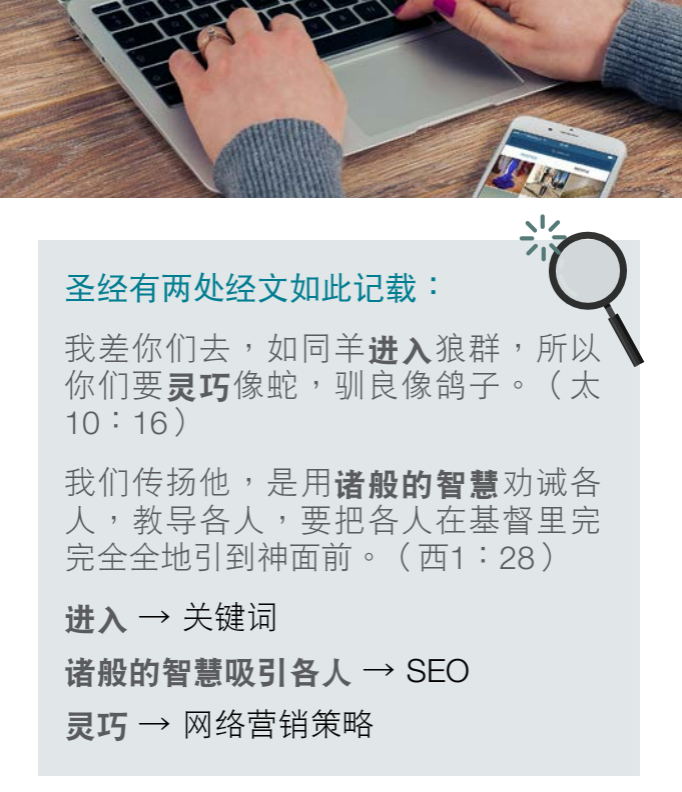 圣经有两处经文如此记载：
我差你们去，如同羊进入狼群，所以
你们要灵巧像蛇，驯良像鸽子。（太
10：16）
我们传扬他，是用诸般的智慧劝诫各
人，教导各人，要把各人在基督里完
完全全地引到神面前。（西1：28）
进入 → 关键词
诸般的智慧吸引各人 → SEO
灵巧 → 网络营销策略